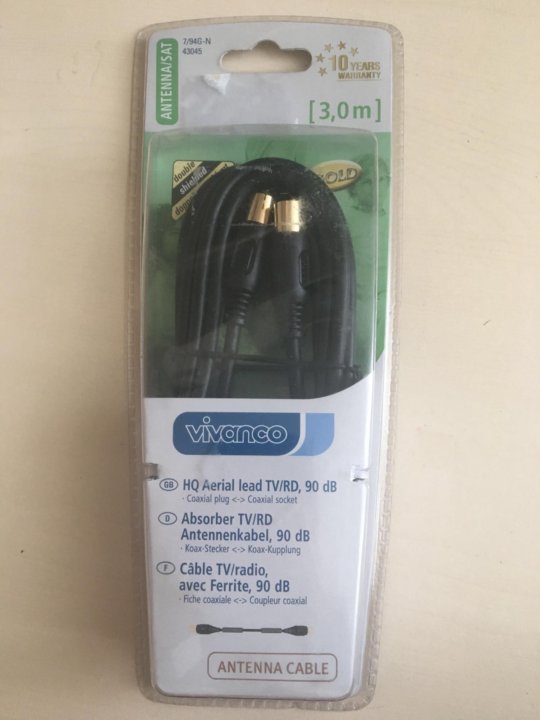 ANTENNA/SAT
7/94G-N
43045
10 YEARS
WARRANTY
[3,0m]
double
shielded
GOLD
vivanco
GB HQ Aerial lead TV/RD, 90 dB
· Coaxial plug <-> Coaxial socket
D Absorber TV/RD
Antennenkabel, 90 dB
· Koax-Stecker <-> Koax-Kupplung
F Câble TV/radio,
avec Ferrite, 90 dB
· Fiche coaxiale <-> Coupleur coaxial
ANTENNA CABLE